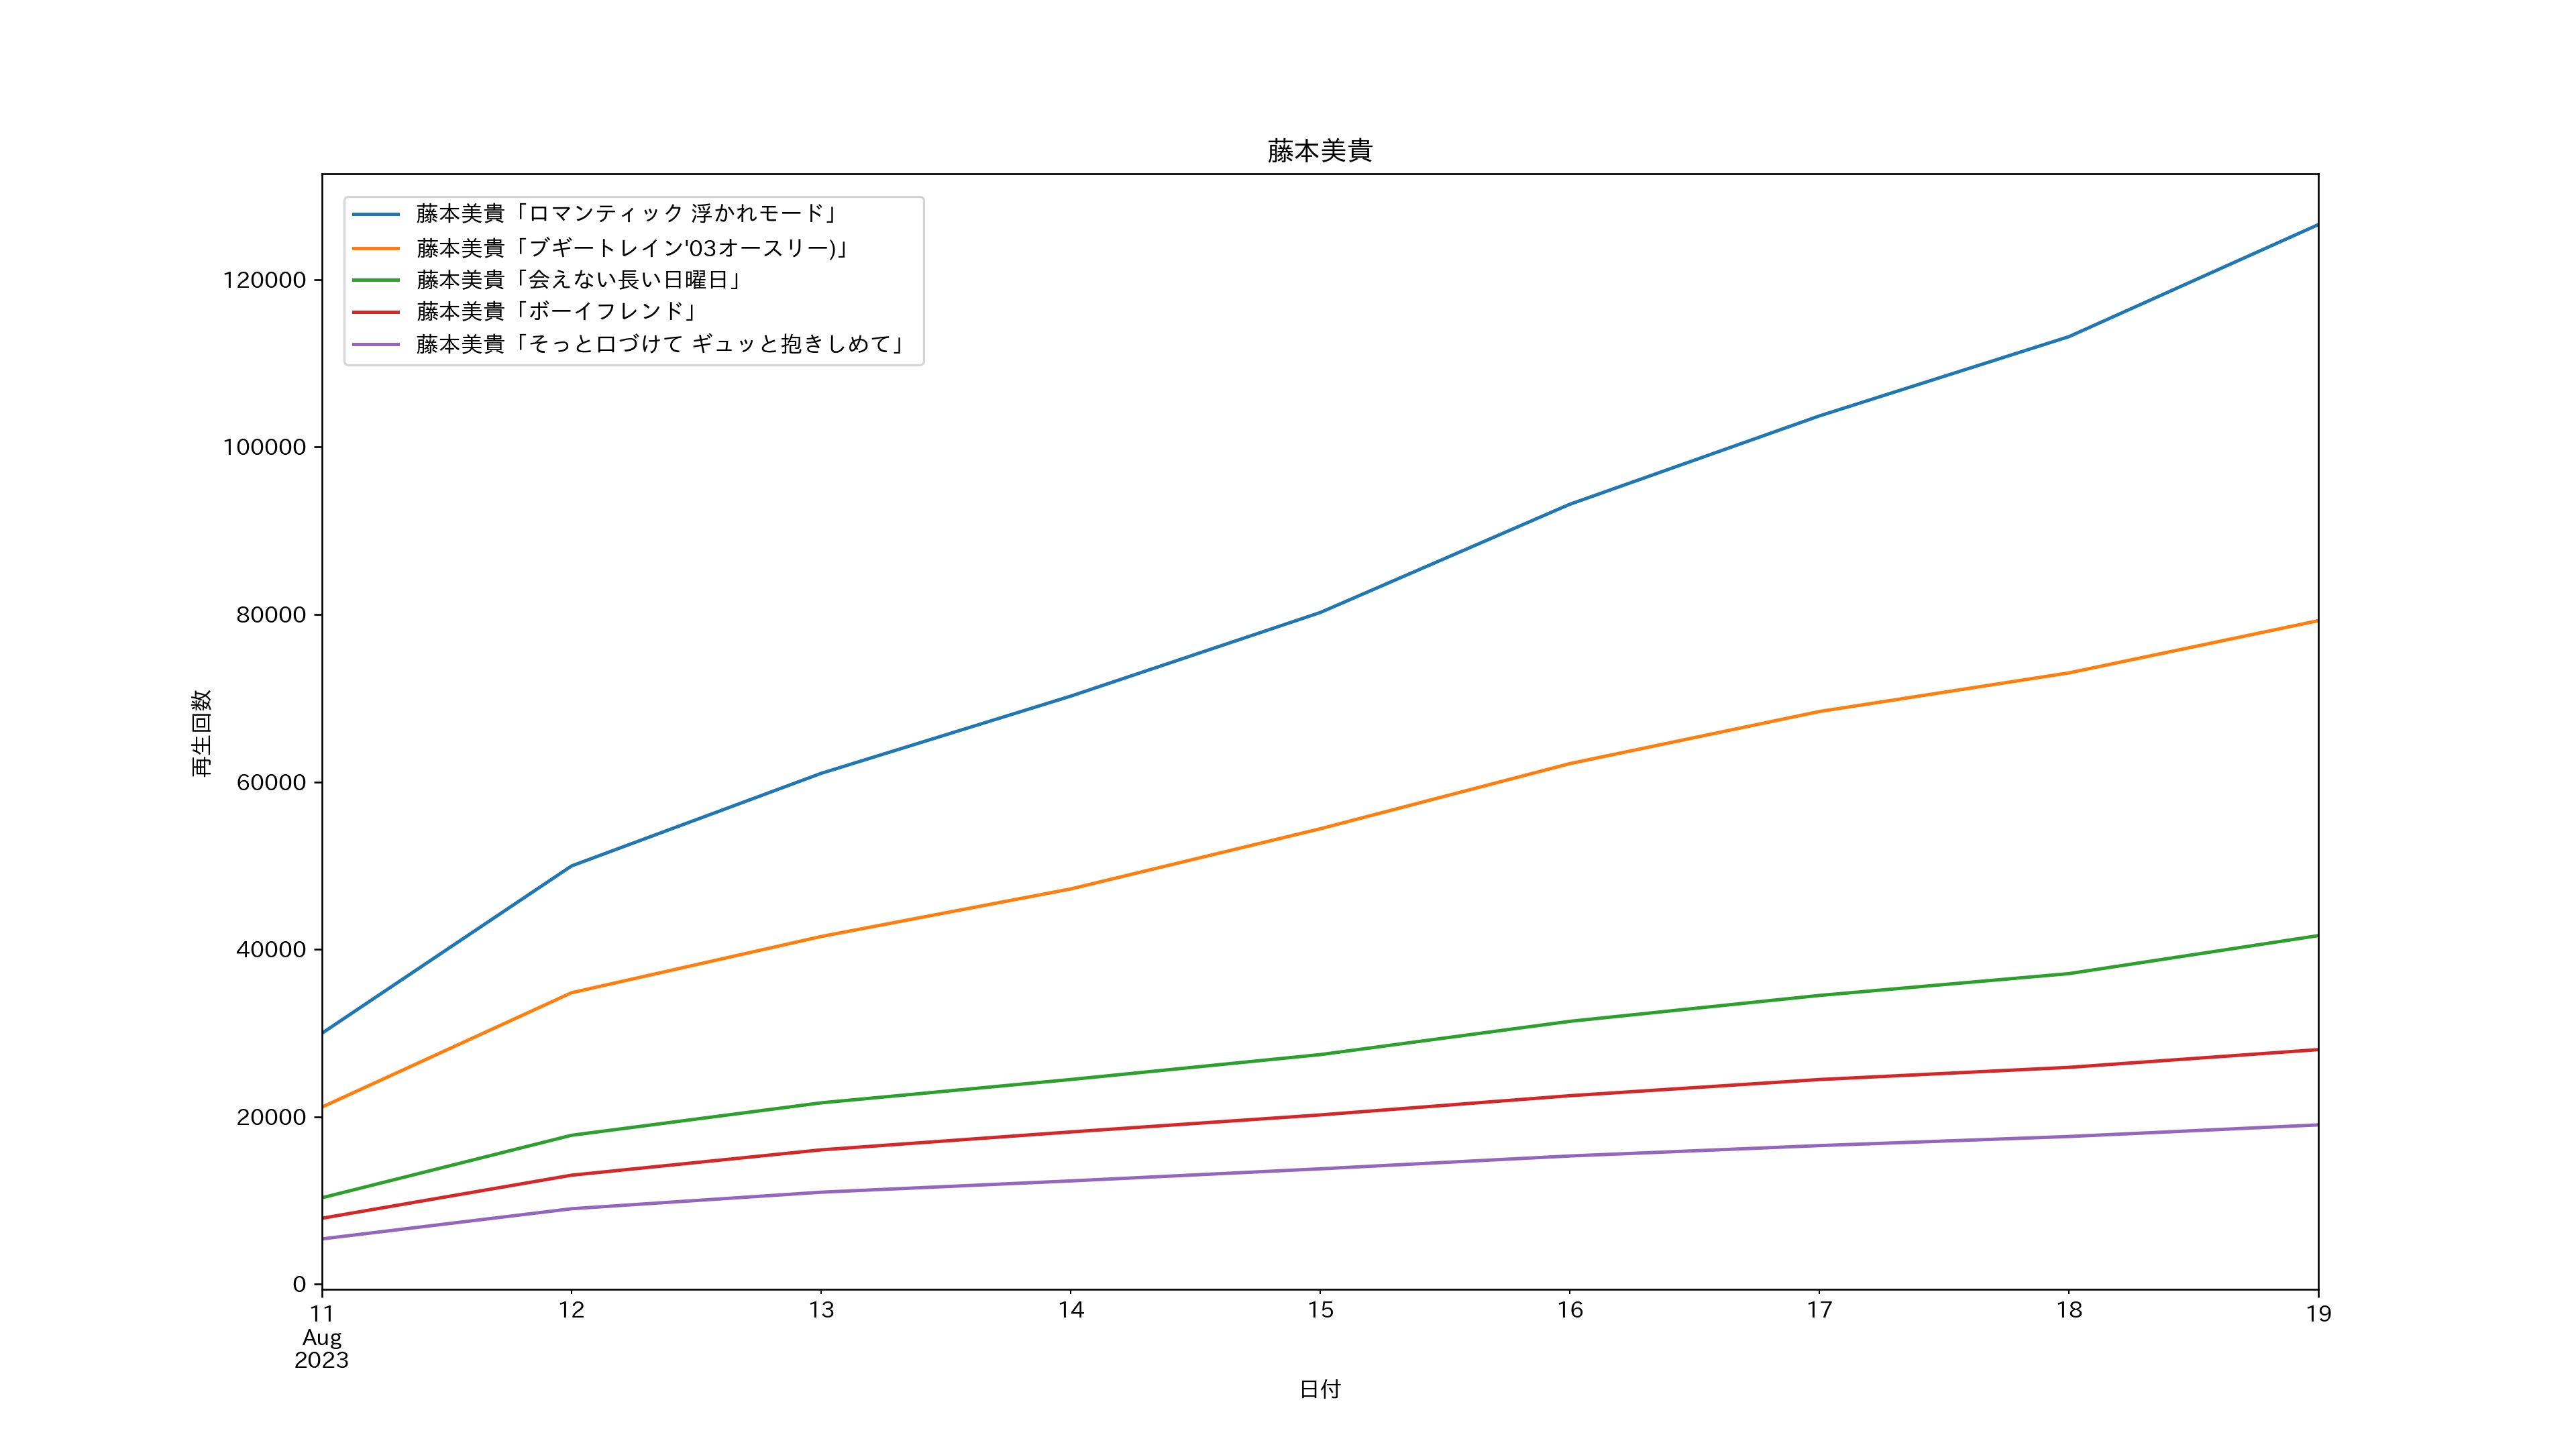 藤本美貴
藤本美貴「ロマンティック 浮かれモード」
藤本美貴「ブギートレイン'03オースリー)」
藤本美貴「会えない長い日曜日」
藤本美貴「ボーイフレンド」
藤本美貴「そっと口づけて ギュッと抱きしめて」
120000
100000
80000
60000
40000
20000
0
再生回数
11 12 13 14 15 16 17 18 19
Aug
2023
日付